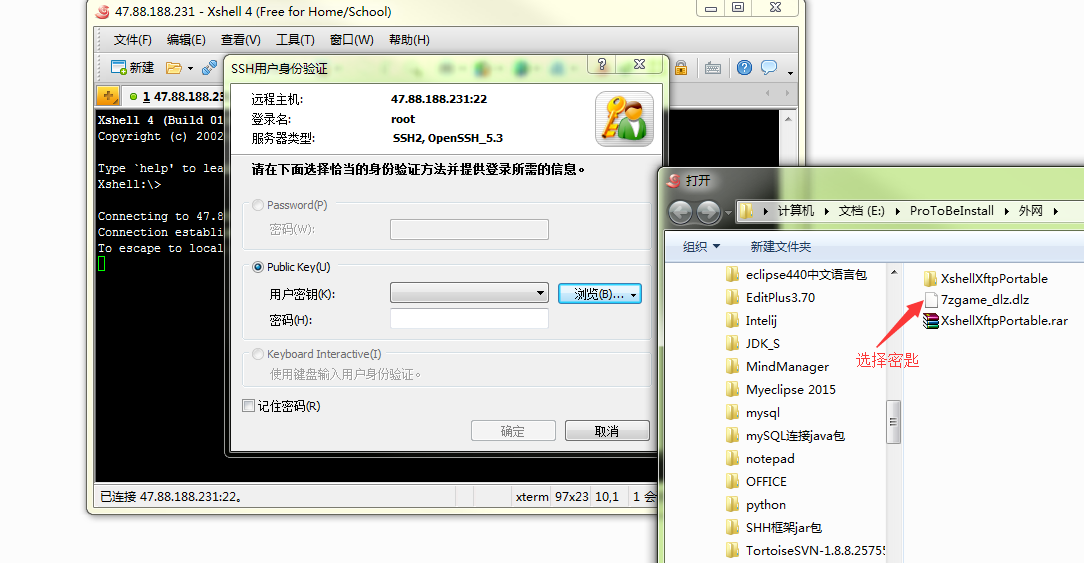 47.88.188.231 - Xshell 4 (Free for Home/School)
文件(F) 编辑(E) 查看(V) 工具(T) 窗口(W) 帮助(H)
新建
1 47.88.188.23
Xshell 4 (Build 01
Copyright (c) 2002
Type `help' to lea
Xshell:\>
Connecting to 47.8
Connection establi
To escape to local
已连接 47.88.188.231:22。 xterm 97x23 10,1 1 会
SSH用户身份验证
远程主机: 47.88.188.231:22
登录名: root
服务器类型: SSH2, OpenSSH_5.3
请在下面选择恰当的身份验证方法并提供登录所需的信息。
Password(P)
密码(W):
Public Key(U)
用户密钥(K): 浏览(B)...
密码(H):
Keyboard Interactive(I)
使用键盘输入用户身份验证。
记住密码(R)
确定 取消
打开
计算机 文档 (E:) ProToBeInstall 外网
组织 新建文件夹
eclipse440中文语言包
EditPlus3.70
Intelij
JDK_S
MindManager
Myeclipse 2015
mysql
mySQL连接java包
notepad
OFFICE
python
SHH框架jar包
TortoiseSVN-1.8.8.25755
XshellXftpPortable
7zgame_dlz.dlz
XshellXftpPortable.rar
选择密匙